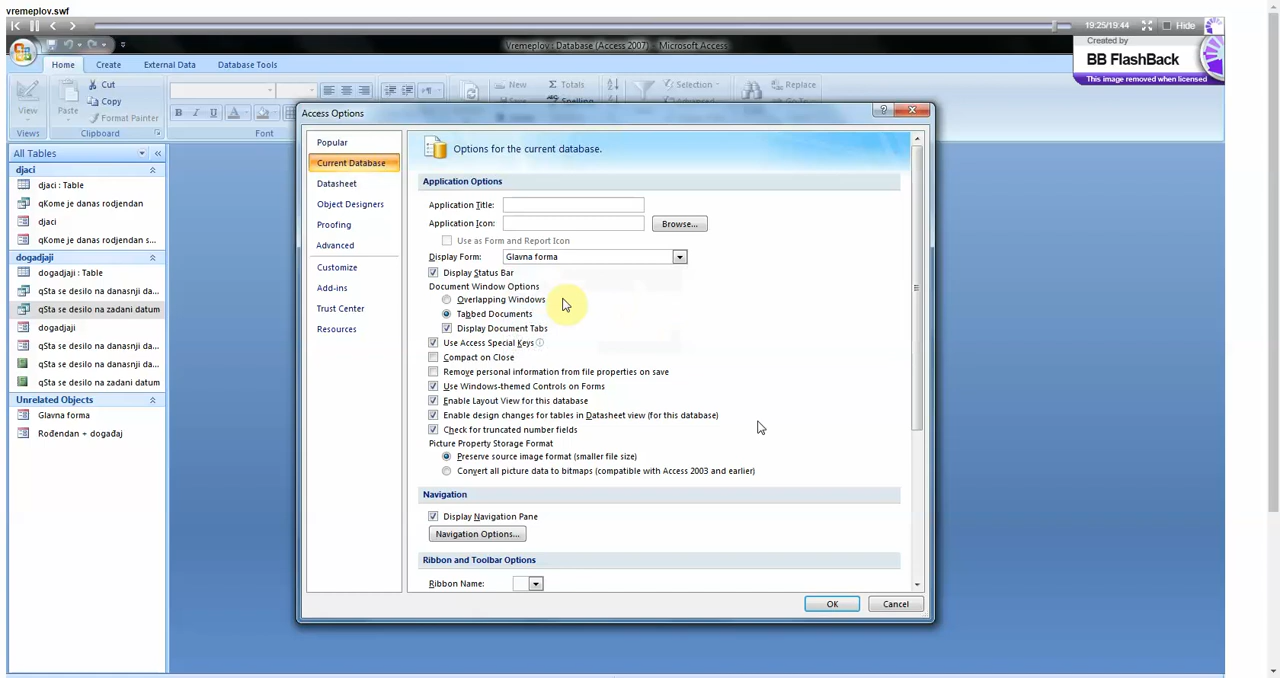 vremeplov.swf
19:25/19:44
Hide
Created by
BB FlashBack
This image removed when licensed
Vremeplov : Database (Access 2007) - Microsoft Access
Home
Create
External Data
Database Tools
View
Views
Paste
Cut
Copy
Format Painter
Clipboard
B I U A
Font
New
Totals
Spelling
Selection
Advanced
Replace
All Tables
djaci
djaci : Table
qKome je danas rodjendan
djaci
qKome je danas rodjendan s...
dogadjaji
dogadjaji : Table
qSta se desilo na danasnji da...
qSta se desilo na zadani datum
dogadjaji
qSta se desilo na danasnji da...
qSta se desilo na danasnji da...
qSta se desilo na zadani datum
Unrelated Objects
Glavna forma
Rođendan + događaj
Access Options
Popular
Current Database
Datasheet
Object Designers
Proofing
Advanced
Customize
Add-ins
Trust Center
Resources
Options for the current database.
Application Options
Application Title:
Application Icon:
Browse...
Use as Form and Report Icon
Display Form:
Glavna forma
Display Status Bar
Document Window Options
Overlapping Windows
Tabbed Documents
Display Document Tabs
Use Access Special Keys
Compact on Close
Remove personal information from file properties on save
Use Windows-themed Controls on Forms
Enable Layout View for this database
Enable design changes for tables in Datasheet view (for this database)
Check for truncated number fields
Picture Property Storage Format
Preserve source image format (smaller file size)
Convert all picture data to bitmaps (compatible with Access 2003 and earlier)
Navigation
Display Navigation Pane
Navigation Options...
Ribbon and Toolbar Options
Ribbon Name:
OK
Cancel